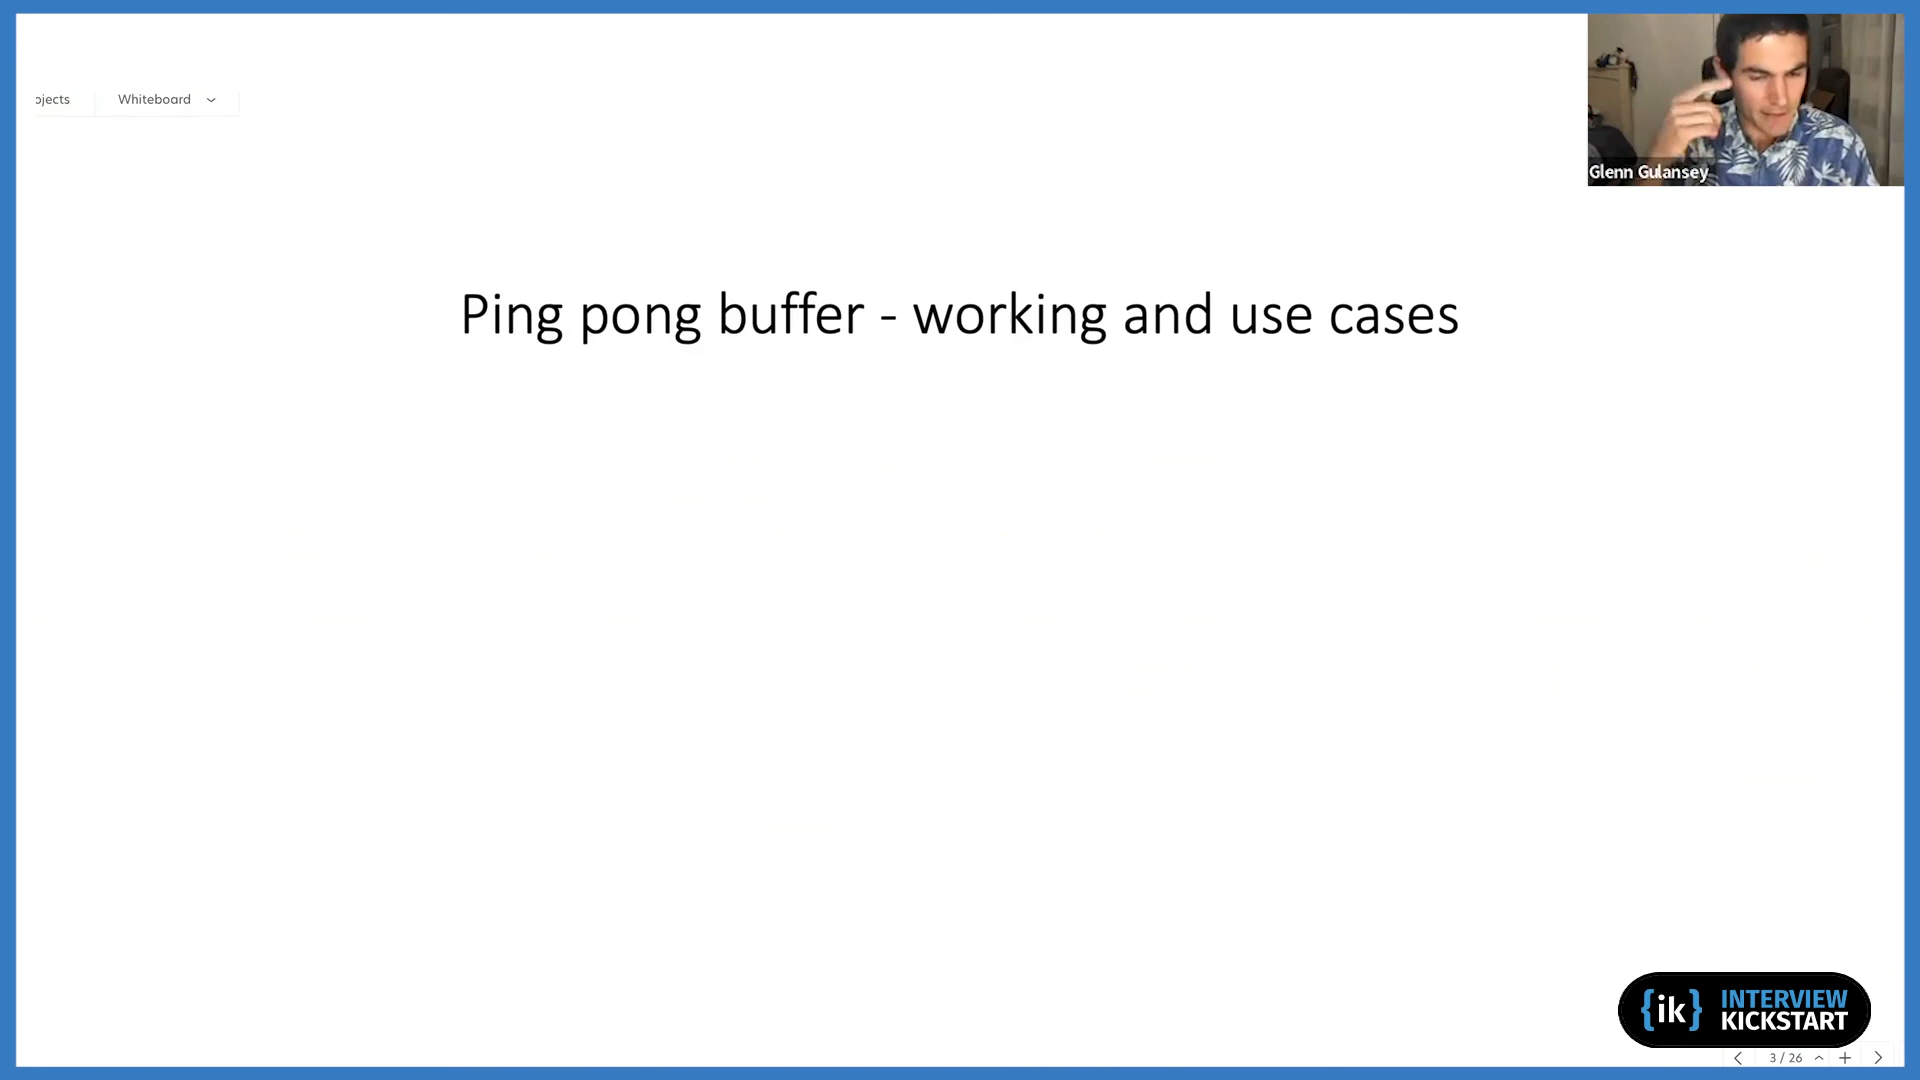 ojects
Whiteboard
Glenn Gulansey
Ping pong buffer - working and use cases
{ik} INTERVIEW KICKSTART
3 / 26